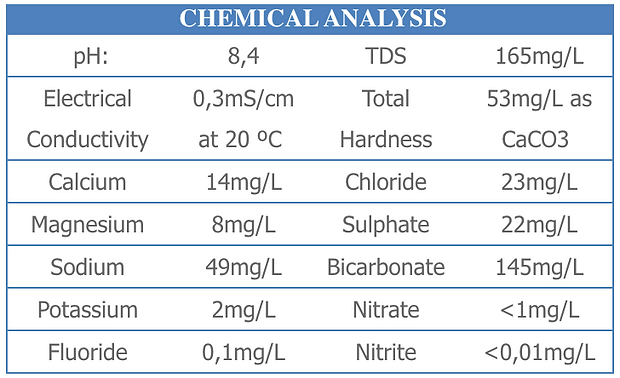 CHEMICAL ANALYSIS
pH: 8,4 TDS 165mg/L
Electrical 0,3mS/cm Total 53mg/L as
Conductivity at 20 ºC Hardness CaCO3
Calcium 14mg/L Chloride 23mg/L
Magnesium 8mg/L Sulphate 22mg/L
Sodium 49mg/L Bicarbonate 145mg/L
Potassium 2mg/L Nitrate <1mg/L
Fluoride 0,1mg/L Nitrite <0,01mg/L